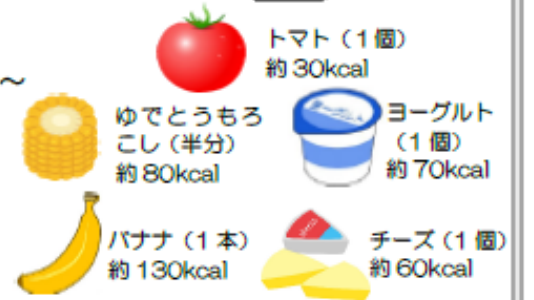 トマト（1個）
約30kcal
～
ゆでとうもろ
こし（半分）
約80kcal
ヨーグルト
（1個）
約70kcal
バナナ（1本）
約130kcal
チーズ（1個）
約60kcal